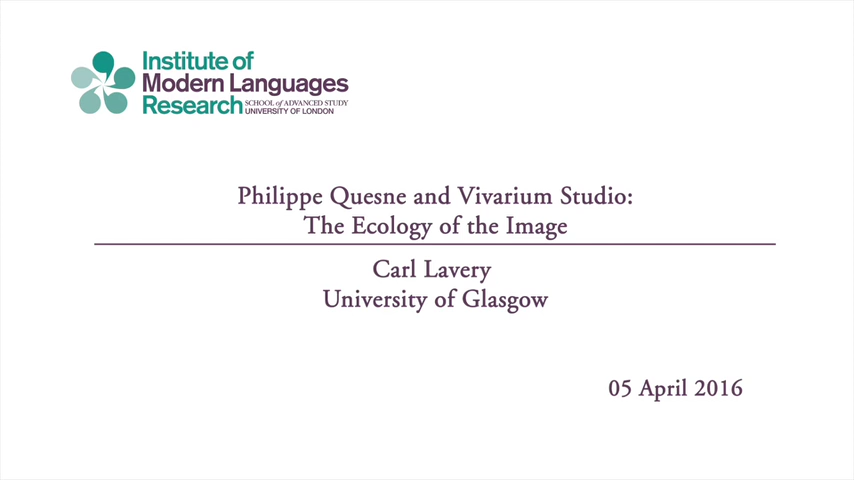 Institute of
Modern Languages
Research SCHOOL of ADVANCED STUDY
UNIVERSITY OF LONDON
Philippe Quesne and Vivarium Studio:
The Ecology of the Image
Carl Lavery
University of Glasgow
05 April 2016